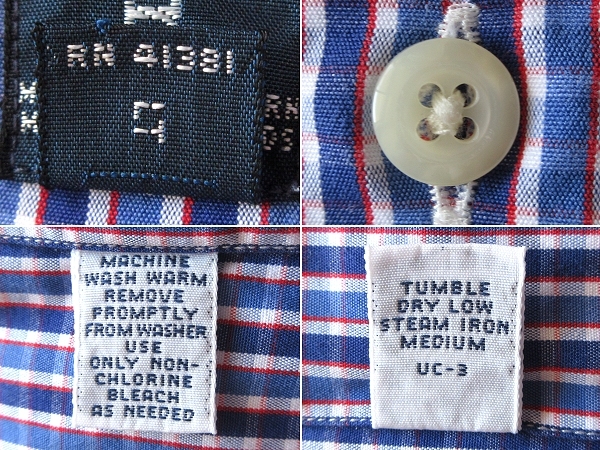 RN 41381
LT
MACHINE
WASH WARM
REMOVE
PROMPTLY
FROM WASHER
USE
ONLY NON-
CHLORINE
BLEACH
AS NEEDED
TUMBLE
DRY LOW
STEAM IRON
MEDIUM
UC-3